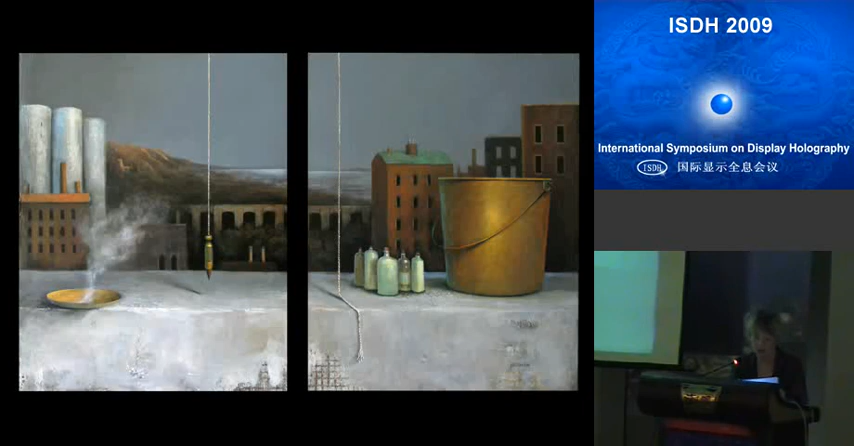 ISDH 2009
International Symposium on Display Holography
ISDH 国际显示全息会议